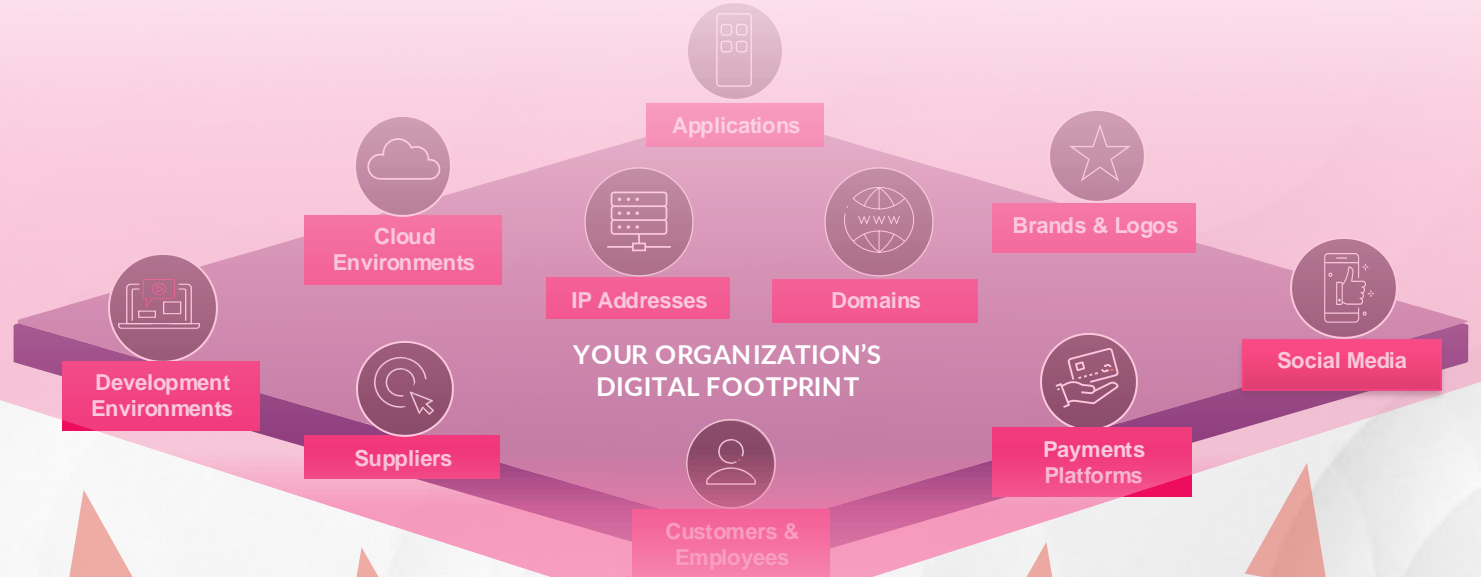 Applications
Cloud
Environments
Brands & Logos
IP Addresses
WWW
Domains
Development
Environments
YOUR ORGANIZATION'S
DIGITAL FOOTPRINT
Social Media
Suppliers
Payments
Platforms
Customers &
Employees